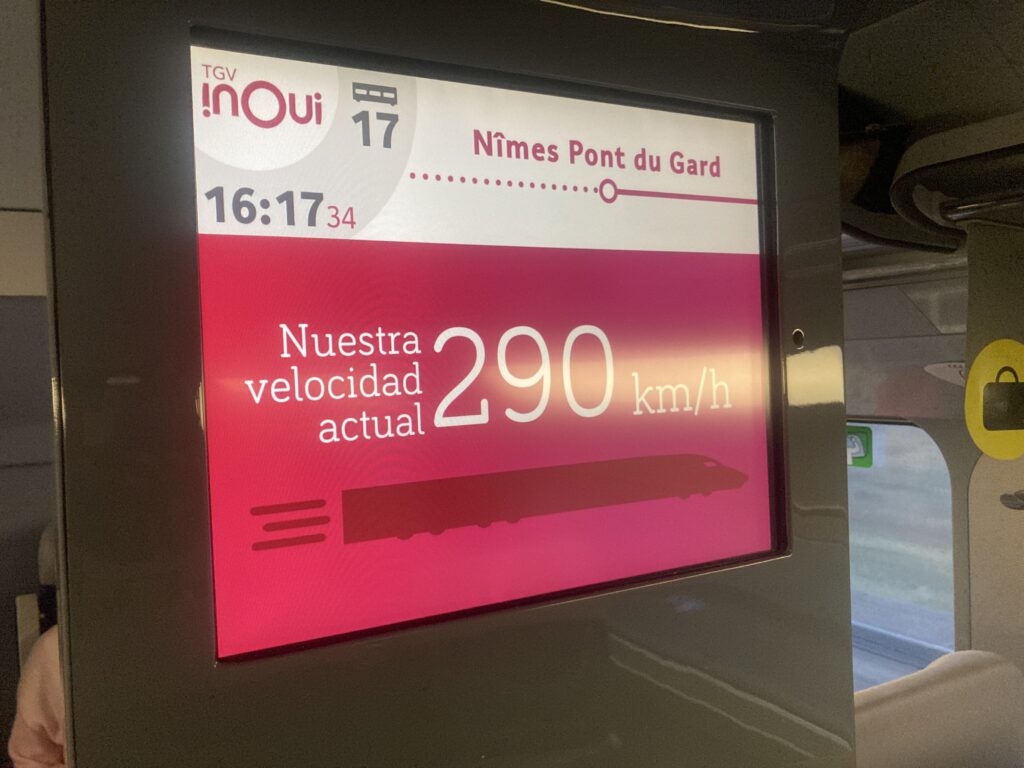 TGV
inOui
17
Nîmes Pont du Gard
16:17 34
Nuestra
velocidad
actual
290 km/h